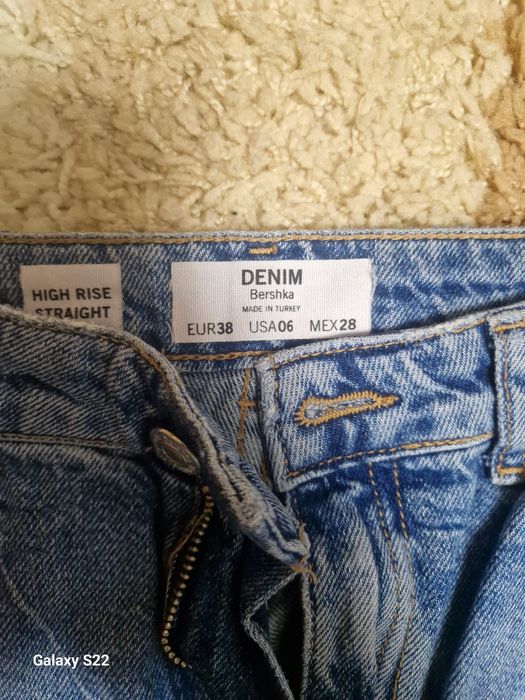 HIGH RISE
STRAIGHT
DENIM
Bershka
MADE IN TURKEY
EUR38 USA06 MEX28
Galaxy S22